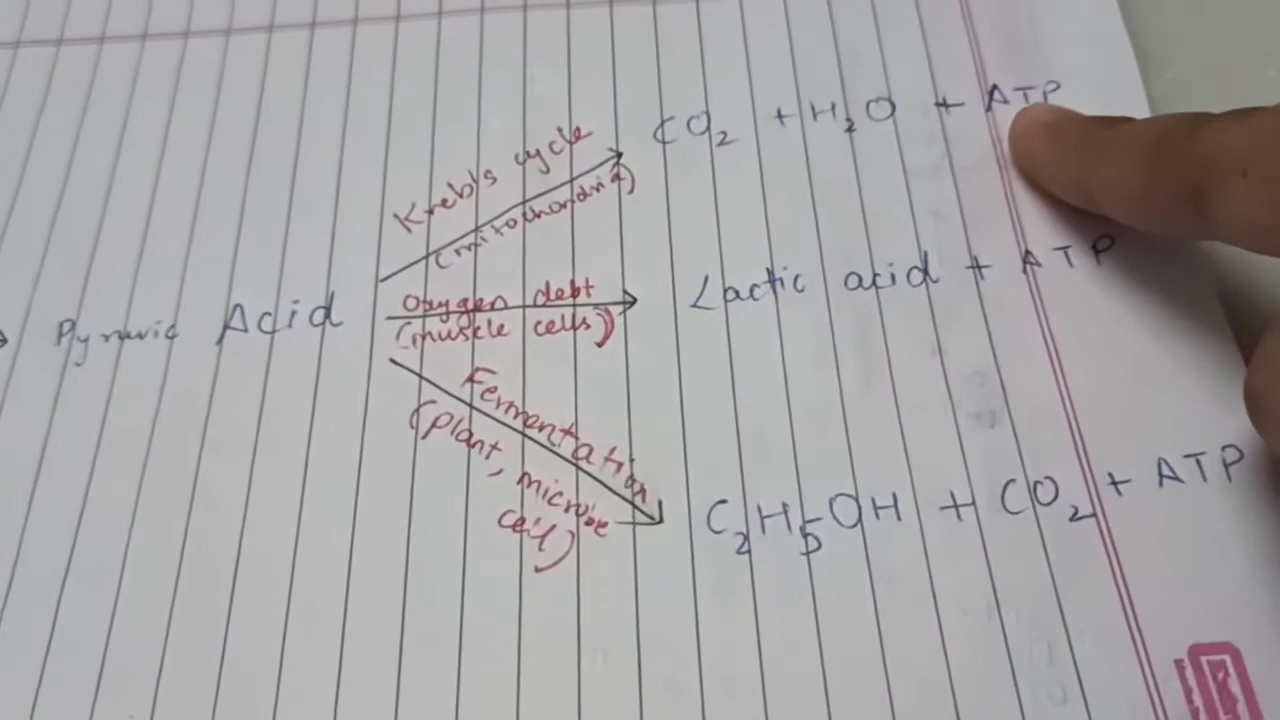 Kreb's cycle
(mitochondria)
CO₂ + H₂O + ATP
Pyruvic Acid
Oxygen debt
(muscle cells)
Lactic acid + ATP
Fermentation
(plant, microbe
cell)
C₂H₅OH + CO₂ + ATP